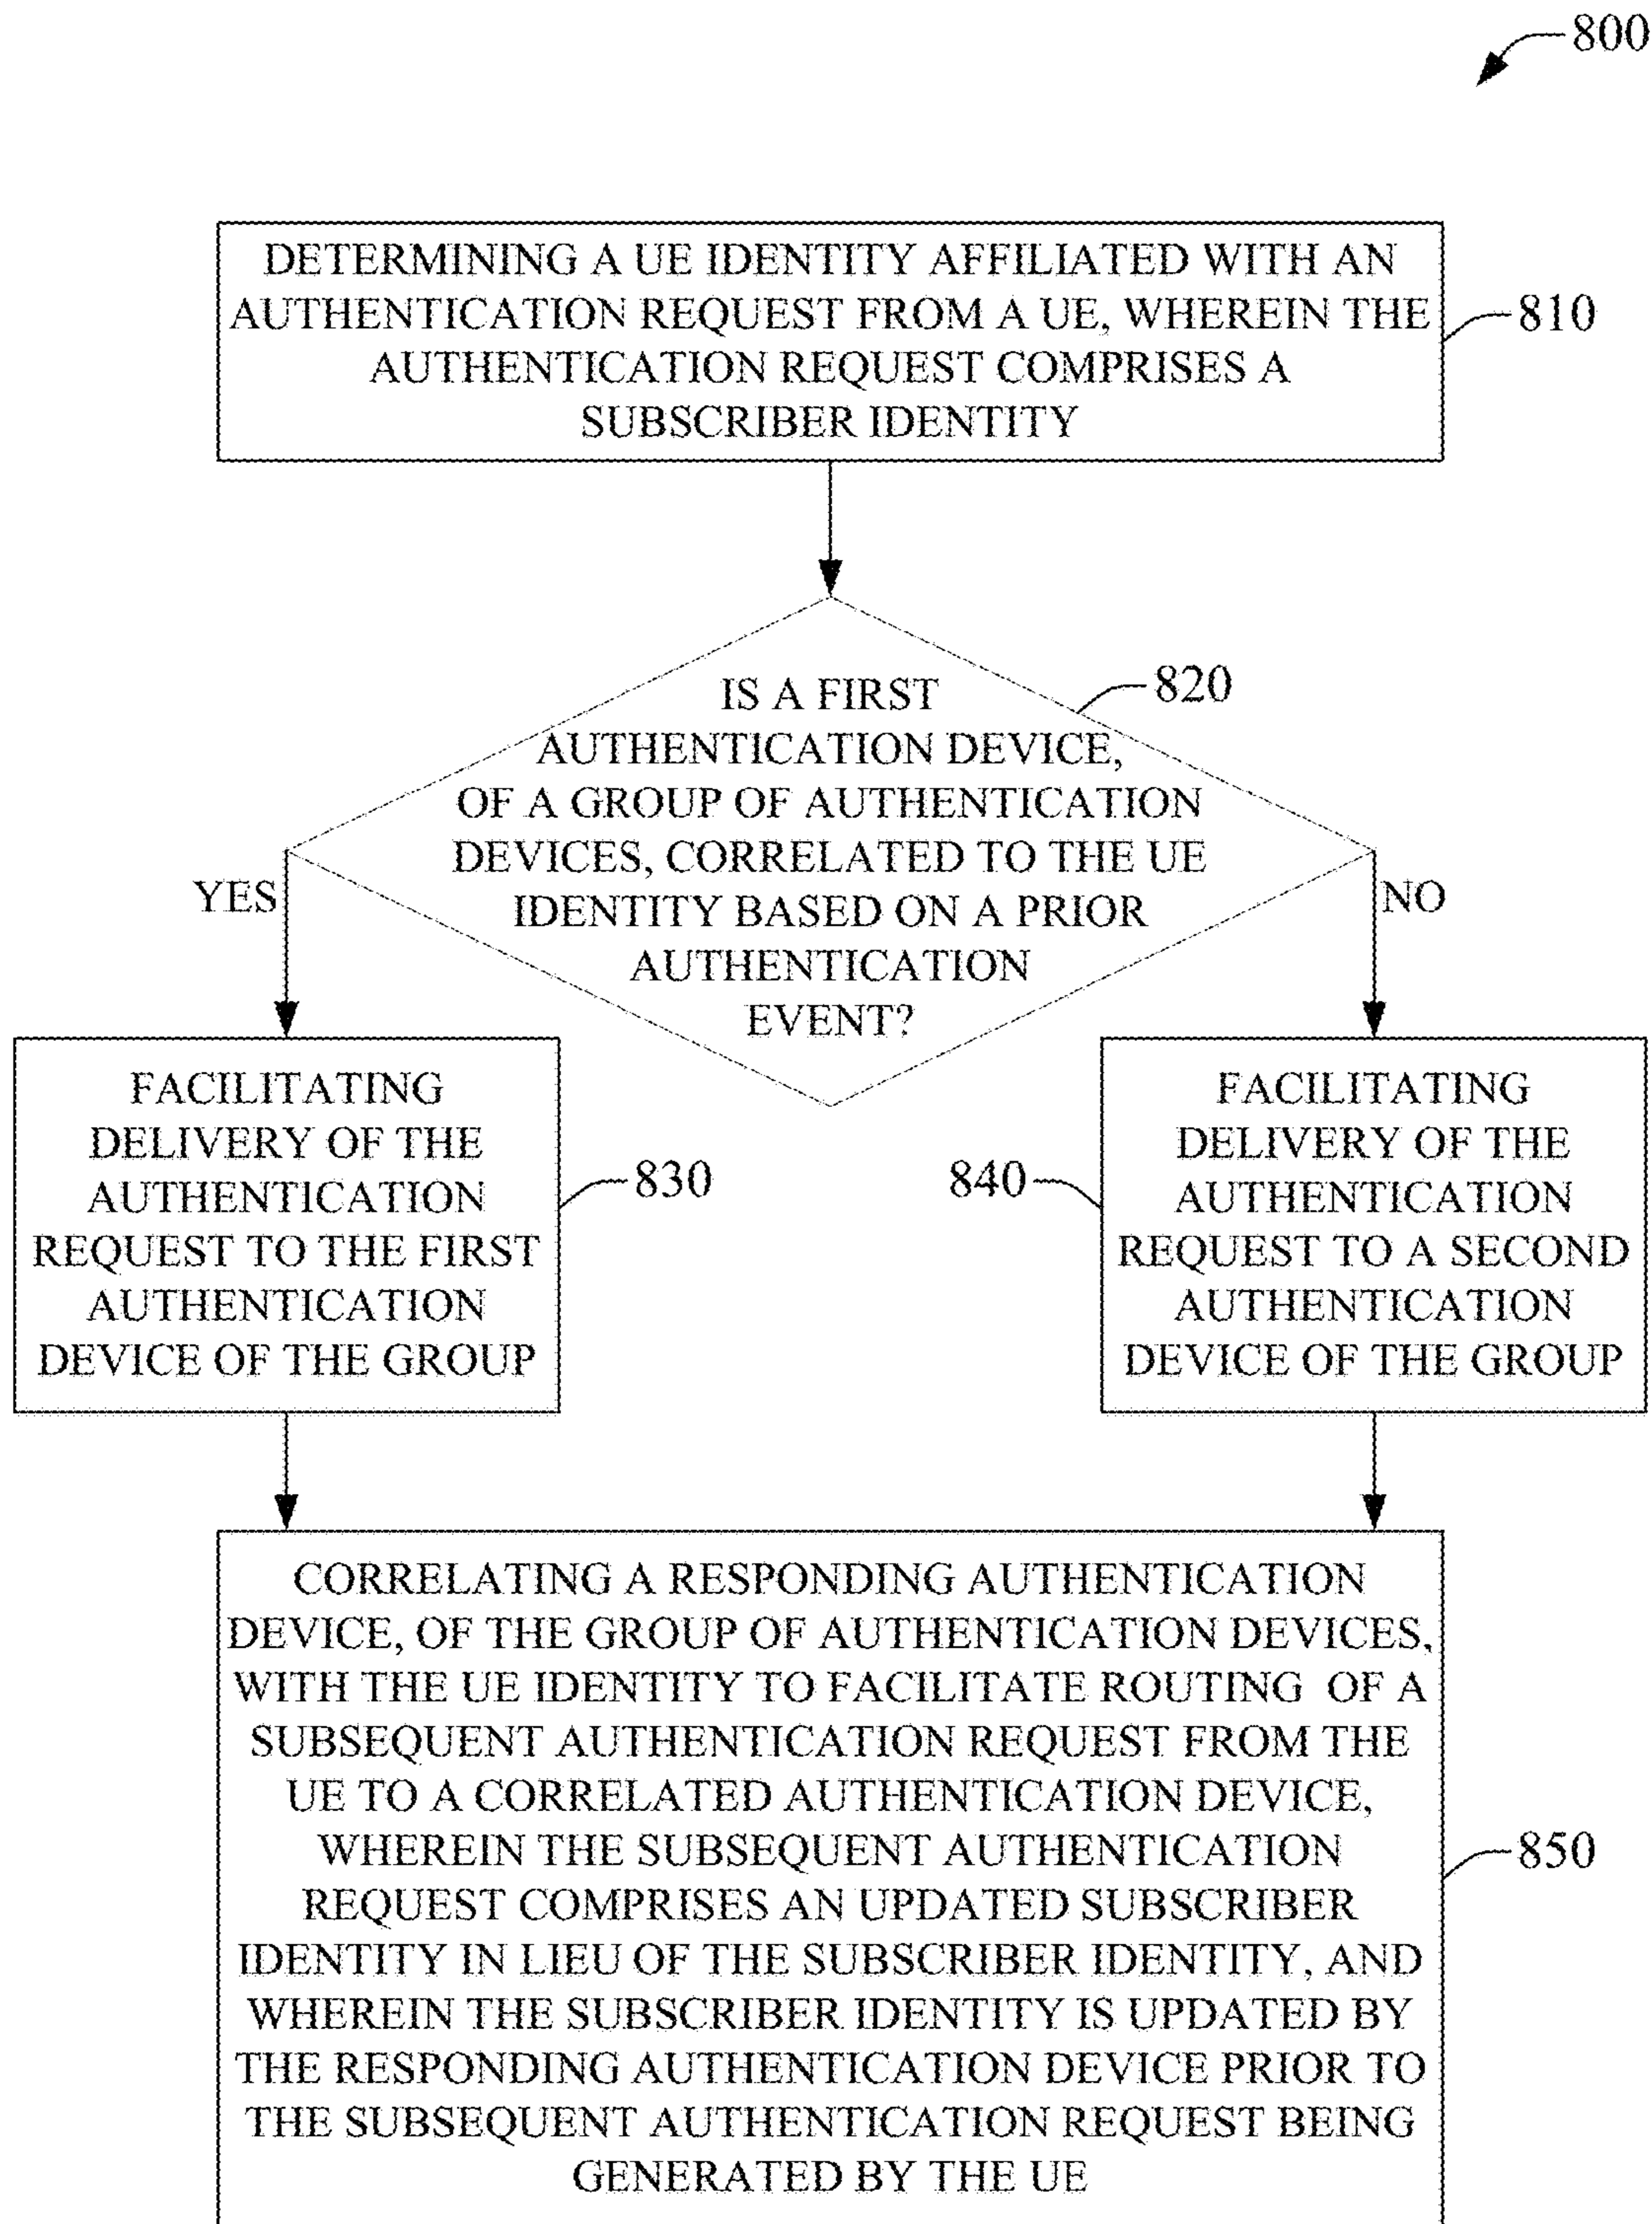 800
DETERMINING A UE IDENTITY AFFILIATED WITH AN
AUTHENTICATION REQUEST FROM A UE, WHEREIN THE
AUTHENTICATION REQUEST COMPRISES A
SUBSCRIBER IDENTITY
810
IS A FIRST
AUTHENTICATION DEVICE,
OF A GROUP OF AUTHENTICATION
DEVICES, CORRELATED TO THE UE
IDENTITY BASED ON A PRIOR
AUTHENTICATION
EVENT?
820
YES
NO
FACILITATING
DELIVERY OF THE
AUTHENTICATION
REQUEST TO THE FIRST
AUTHENTICATION
DEVICE OF THE GROUP
830
840
FACILITATING
DELIVERY OF THE
AUTHENTICATION
REQUEST TO A SECOND
AUTHENTICATION
DEVICE OF THE GROUP
CORRELATING A RESPONDING AUTHENTICATION
DEVICE, OF THE GROUP OF AUTHENTICATION DEVICES,
WITH THE UE IDENTITY TO FACILITATE ROUTING OF A
SUBSEQUENT AUTHENTICATION REQUEST FROM THE
UE TO A CORRELATED AUTHENTICATION DEVICE,
WHEREIN THE SUBSEQUENT AUTHENTICATION
REQUEST COMPRISES AN UPDATED SUBSCRIBER
IDENTITY IN LIEU OF THE SUBSCRIBER IDENTITY, AND
WHEREIN THE SUBSCRIBER IDENTITY IS UPDATED BY
THE RESPONDING AUTHENTICATION DEVICE PRIOR TO
THE SUBSEQUENT AUTHENTICATION REQUEST BEING
GENERATED BY THE UE
850